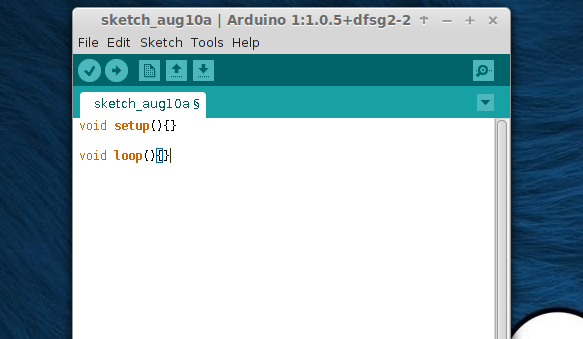 sketch_aug10a | Arduino 1:1.0.5+dfsg2-2
File Edit Sketch Tools Help
sketch_aug10a §
void setup(){}
void loop(){}